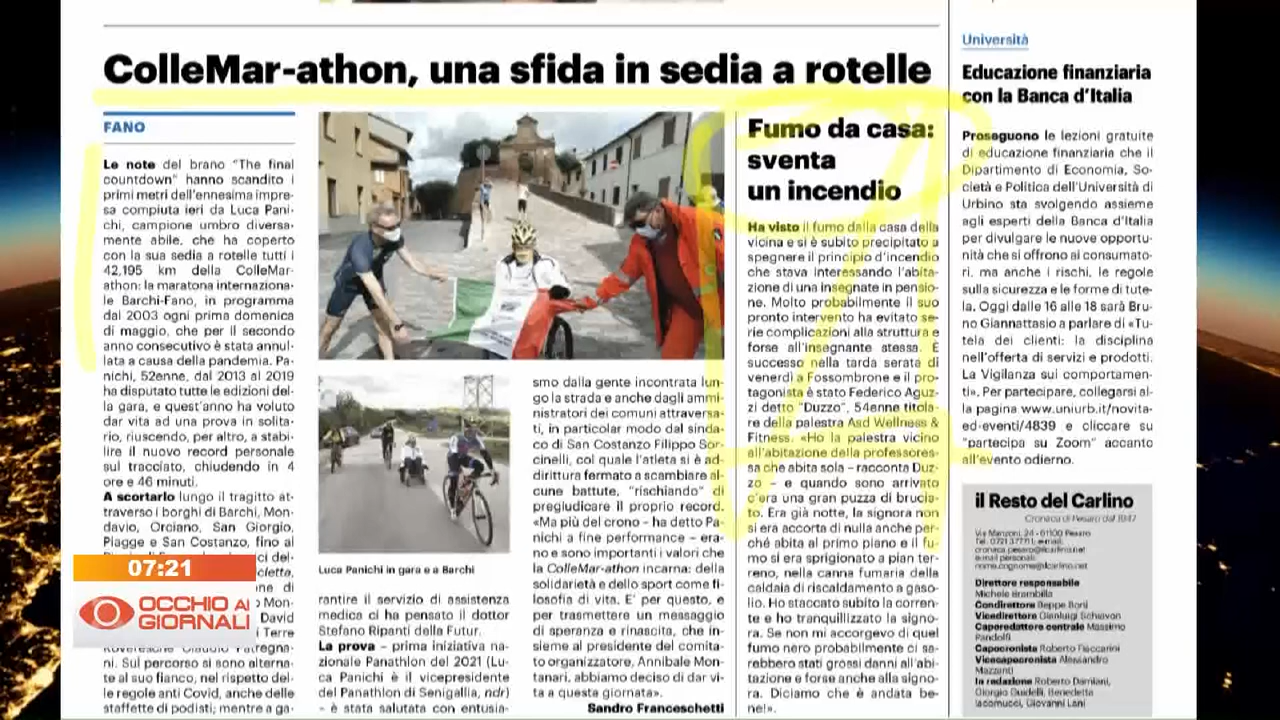 ColleMar-athon, una sfida in sedia a rotelle
FANO
Le note del brano "The final
countdown" hanno scandito i
primi metri dell'ennesima impre-
sa compiuta ieri da Luca Pani-
chi, campione umbro diversa-
mente abile, che ha coperto
con la sua sedia a rotelle tutti i
42,195 km della ColleMar-
athon: la maratona internaziona-
le Barchi-Fano, in programma
dal 2003 ogni prima domenica
di maggio, che per il secondo
anno consecutivo è stata annul-
lata a causa della pandemia. Pa-
nichi, 52enne, dal 2013 al 2019
ha disputato tutte le edizioni del-
la gara, e quest'anno ha voluto
dar vita ad una prova in solita-
rio, riuscendo, per altro, a stabi-
lire il nuovo record personale
sul tracciato, chiudendo in 4
ore e 46 minuti.
A scortarlo lungo il tragitto at-
traverso i borghi di Barchi, Mon-
davio, Orciano, San Giorgio,
Piagge e San Costanzo, fino al
ci del-
ne di
Mon-
David
i Terre
Roveresche Claudio Patregna-
ni. Sul percorso si sono alterna-
te al suo fianco, nel rispetto del-
le regole anti Covid, anche delle
staffette di podisti; mentre a ga-
Luca Panichi in gara e a Barchi
rantire il servizio di assistenza
medica ci ha pensato il dottor
Stefano Ripanti della Futur.
La prova – prima iniziativa na-
zionale Panathlon del 2021 (Lu-
ca Panichi è il vicepresidente
del Panathlon di Senigallia, ndr)
– è stata salutata con entusia-
smo dalla gente incontrata lun-
go la strada e anche dagli ammi-
nistratori dei comuni attraversa-
ti, in particolar modo dal sinda-
co di San Costanzo Filippo Sor-
cinelli, col quale l'atleta si è ad-
dirittura fermato a scambiare al-
cune battute, "rischiando" di
pregiudicare il proprio record.
«Ma più del crono – ha detto Pa-
nichi a fine performance – era-
no e sono importanti i valori che
la ColleMar-athon incarna: della
solidarietà e dello sport come fi-
losofia di vita. E' per questo, e
per trasmettere un messaggio
di speranza e rinascita, che in-
sieme al presidente del comita-
to organizzatore, Annibale Mon-
tanari, abbiamo deciso di dar vi-
ta a questa giornata».
Sandro Franceschetti
Fumo da casa:
sventa
un incendio
Ha visto il fumo dalla casa della
vicina e si è subito precipitato a
spegnere il principio d'incendio
che stava interessando l'abita-
zione di una insegnate in pensio-
ne. Molto probabilmente il suo
pronto intervento ha evitato se-
rie complicazioni alla struttura e
forse all'insegnante stessa. È
successo nella tarda serata di
venerdì a Fossombrone e il pro-
tagonista è stato Federico Aguz-
zi detto "Duzzo", 54enne titola-
re della palestra Asd Wellness &
Fitness. «Ho la palestra vicino
all'abitazione della professores-
sa che abita sola – racconta Duz-
zo – e quando sono arrivato
c'era una gran puzza di brucia-
to. Era già notte, la signora non
si era accorta di nulla anche per-
ché abita al primo piano e il fu-
mo si era sprigionato a pian ter-
reno, nella canna fumaria della
caldaia di riscaldamento a gaso-
lio. Ho staccato subito la corren-
te e ho tranquillizzato la signo-
ra. Se non mi accorgevo di quel
fumo nero probabilmente ci sa-
rebbero stati grossi danni all'abi-
tazione e forse anche alla signo-
ra. Diciamo che è andata be-
ne!».
Università
Educazione finanziaria
con la Banca d'Italia
Proseguono le lezioni gratuite
di educazione finanziaria che il
Dipartimento di Economia, So-
cietà e Politica dell'Università di
Urbino sta svolgendo assieme
agli esperti della Banca d'Italia
per divulgare le nuove opportu-
nità che si offrono ai consumato-
ri, ma anche i rischi, le regole
sulla sicurezza e le forme di tute-
la. Oggi dalle 16 alle 18 sarà Bru-
no Giannattasio a parlare di «Tu-
tela dei clienti: la disciplina
nell'offerta di servizi e prodotti.
La Vigilanza sui comportamen-
ti». Per partecipare, collegarsi al-
la pagina www.uniurb.it/novita-
ed-eventi/4839 e cliccare su
"partecipa su Zoom" accanto
all'evento odierno.
il Resto del Carlino
Cronaca di Pesaro dal 1947
Via Manzoni, 24 - 61100 Pesaro
Tel. 0721 377711; e-mail:
cronaca.pesaro@ilcarlino.net
e-mail personali:
nome.cognome@ilcarlino.net
Direttore responsabile
Michele Brambilla
Condirettore Beppe Boni
Vicedirettore Gianluigi Schiavon
Caporedattore centrale Massimo
Pandolfi
Capocronista Roberto Fiaccarini
Vicecapocronista Alessandro
Mazzanti
In redazione Roberto Damiani,
Giorgio Guidelli, Benedetta
Iacomucci, Giovanni Lani
07:21
OCCHIO AI
GIORNALI